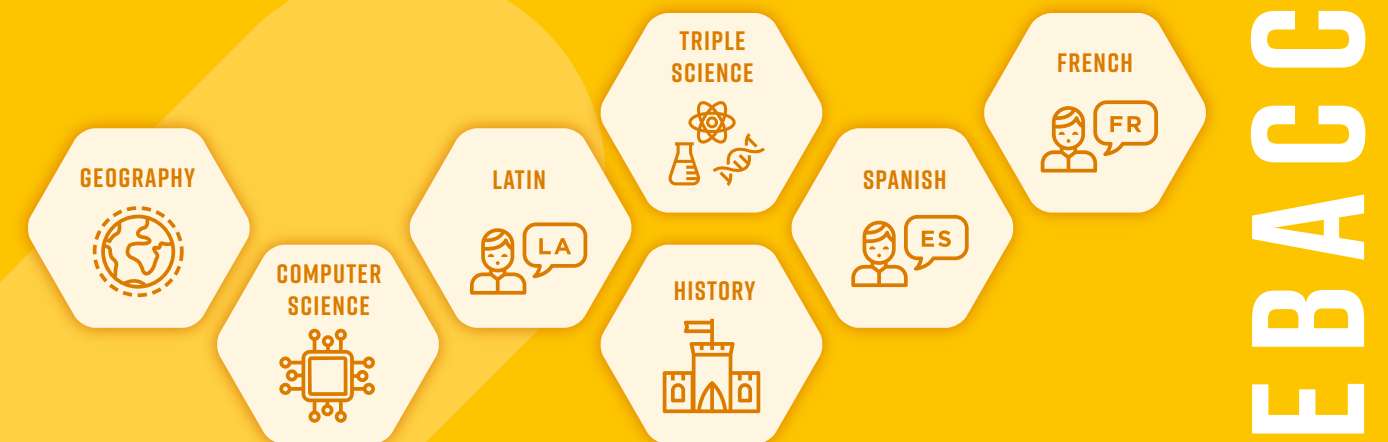 TRIPLE
SCIENCE
FRENCH
FR
GEOGRAPHY
LATIN
LA
SPANISH
ES
COMPUTER
SCIENCE
HISTORY
EBACC